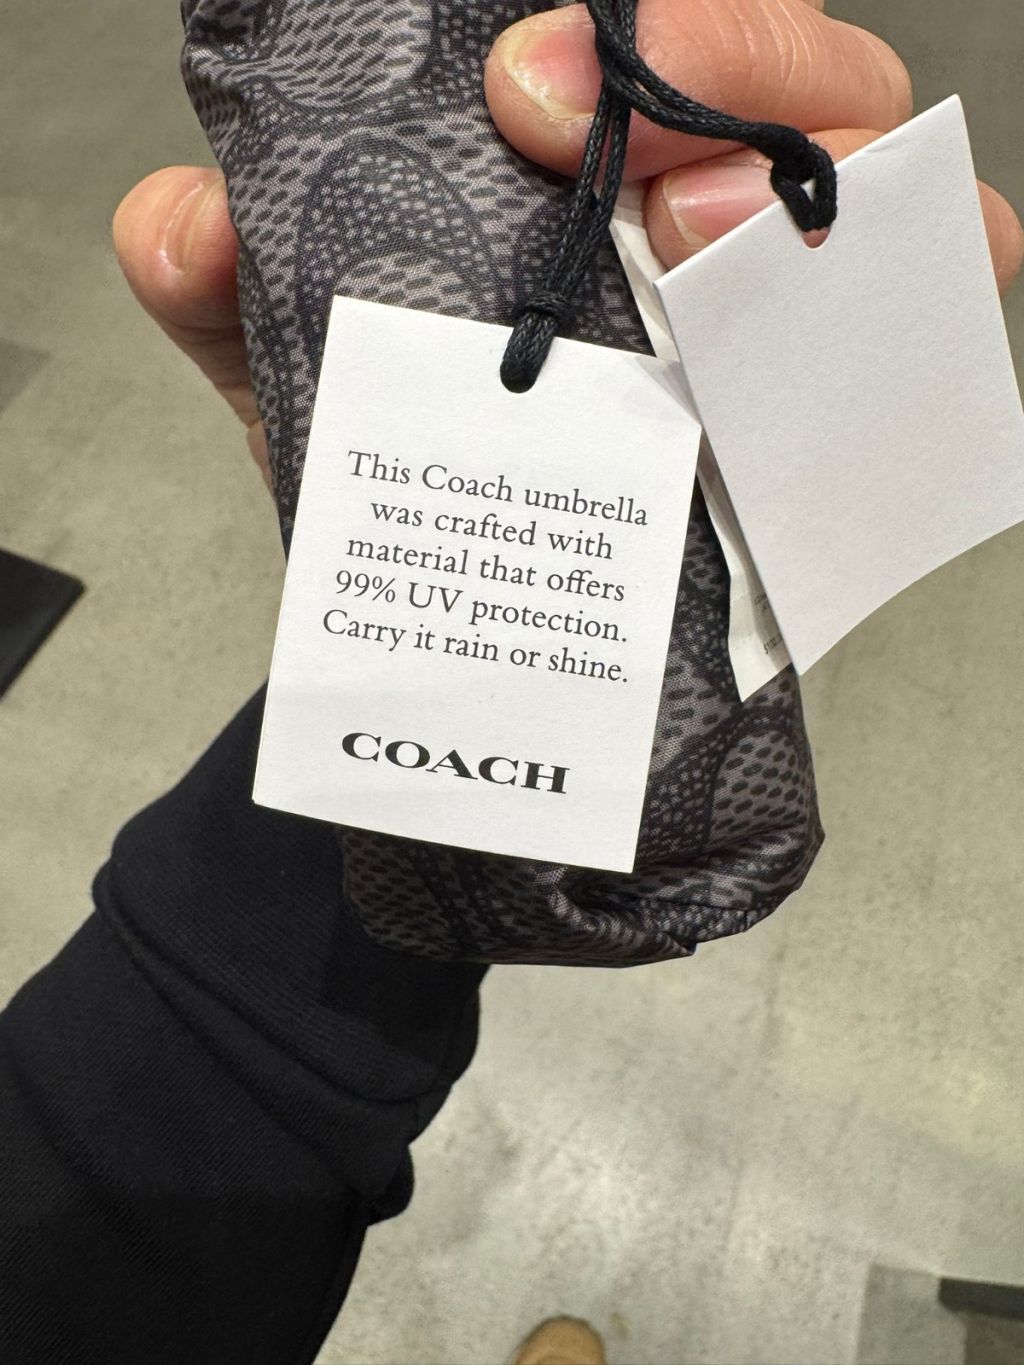 This Coach umbrella
was crafted with
material that offers
99% UV protection.
Carry it rain or shine.
COACH